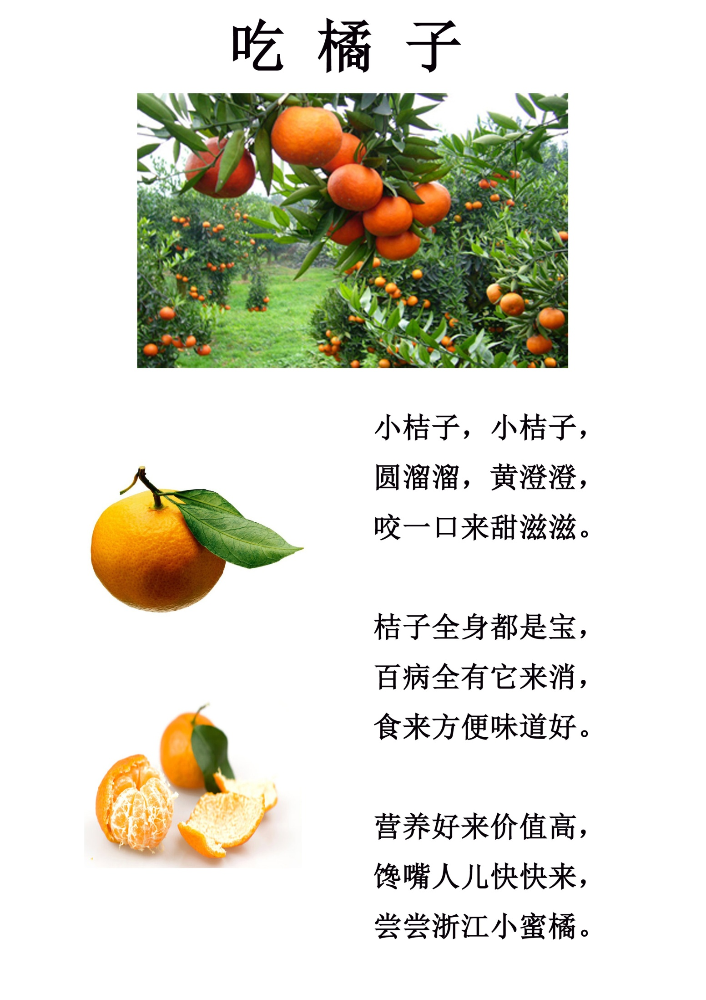 吃 橘 子
小桔子，小桔子，
圆溜溜，黄澄澄，
咬一口来甜滋滋。
桔子全身都是宝，
百病全有它来消，
食来方便味道好。
营养好来价值高，
馋嘴人儿快快来，
尝尝浙江小蜜橘。